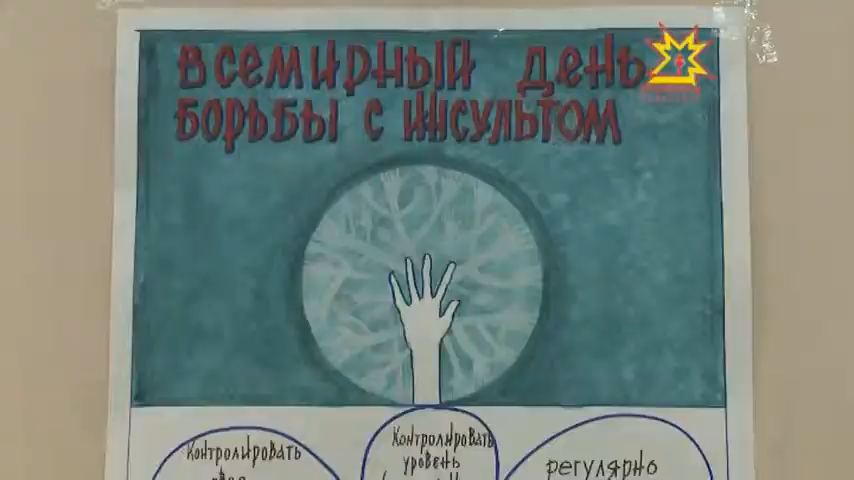 ВСЕМИРНЫЙ ДЕНЬ
БОРЬБЫ С ИНСУЛЬТОМ
Контролировать
Контролировать
уровень
регулярно